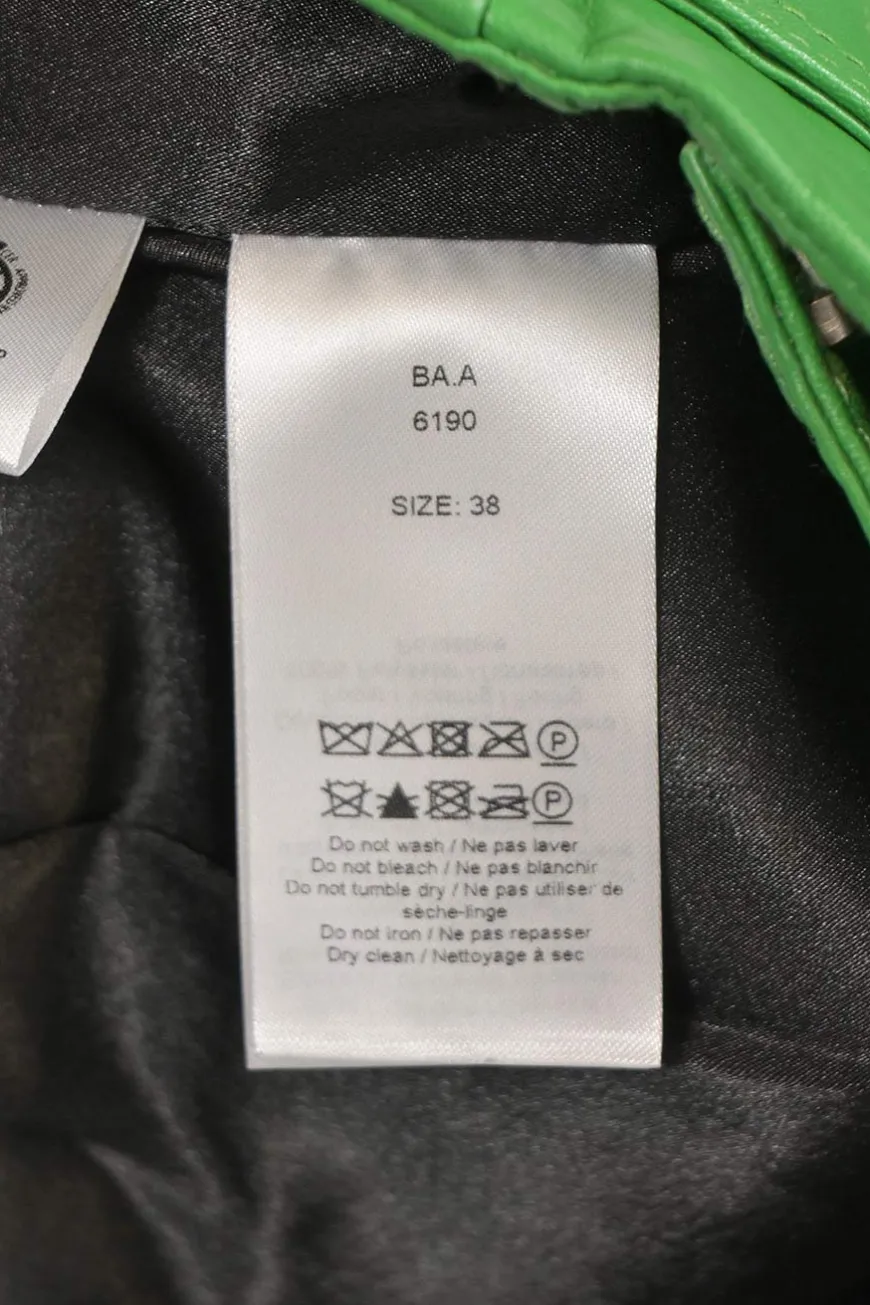 BA.A
6190
SIZE: 38
P
P
Do not wash / Ne pas laver
Do not bleach / Ne pas blanchir
Do not tumble dry / Ne pas utiliser de
sèche-linge
Do not iron / Ne pas repasser
Dry clean / Nettoyage à sec